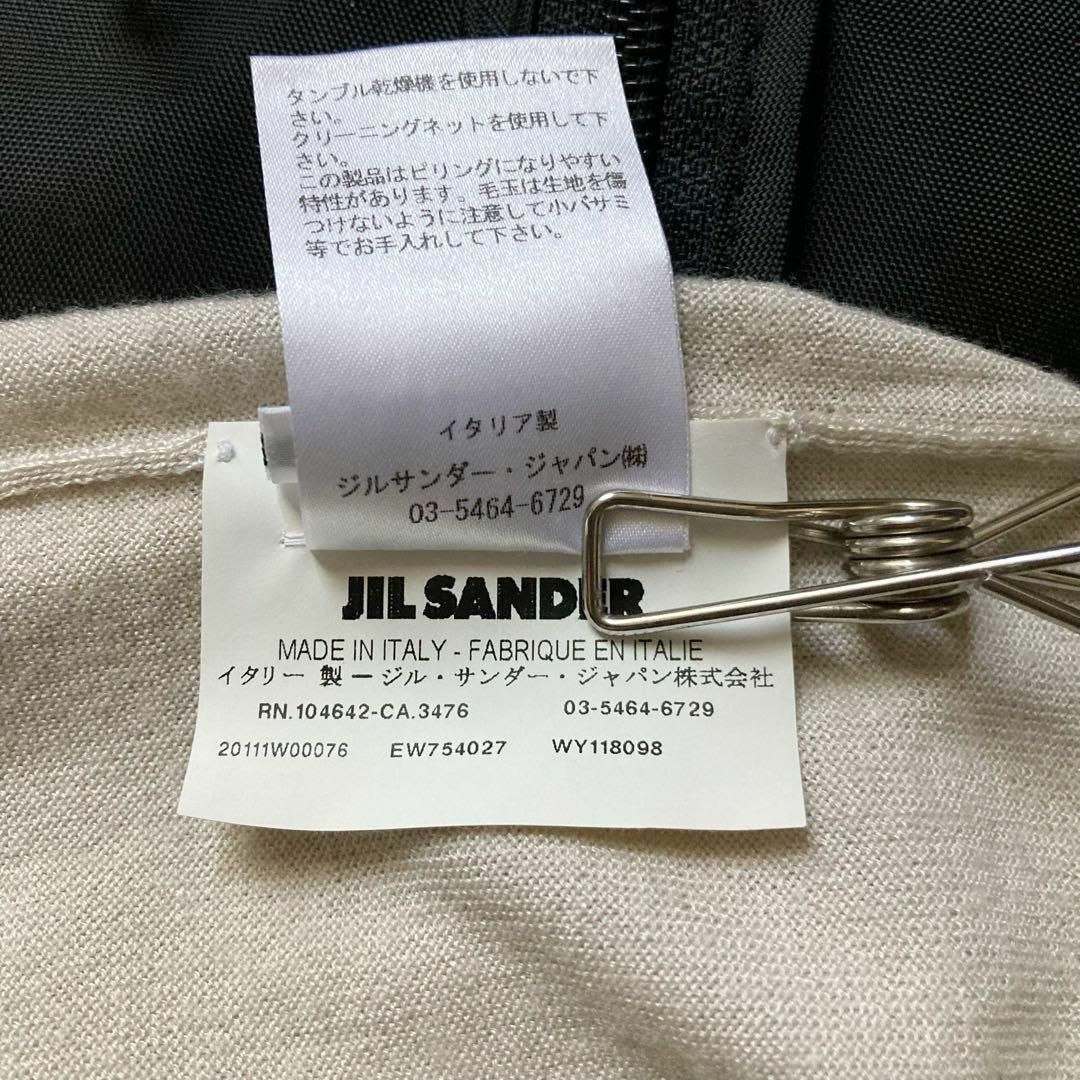 タンブル乾燥機を使用しないで下
さい。
クリーニングネットを使用して下
さい。
この製品はピリングになりやすい
特性があります。毛玉は生地を傷
つけないように注意して小バサミ
等でお手入れして下さい。
イタリア製
ジルサンダー・ジャパン㈱
03-5464-6729
JIL SANDER
MADE IN ITALY - FABRIQUE EN ITALIE
イタリー 製 ー ジル・サンダー・ジャパン株式会社
RN.104642-CA.3476 03-5464-6729
20111W00076 EW754027 WY118098